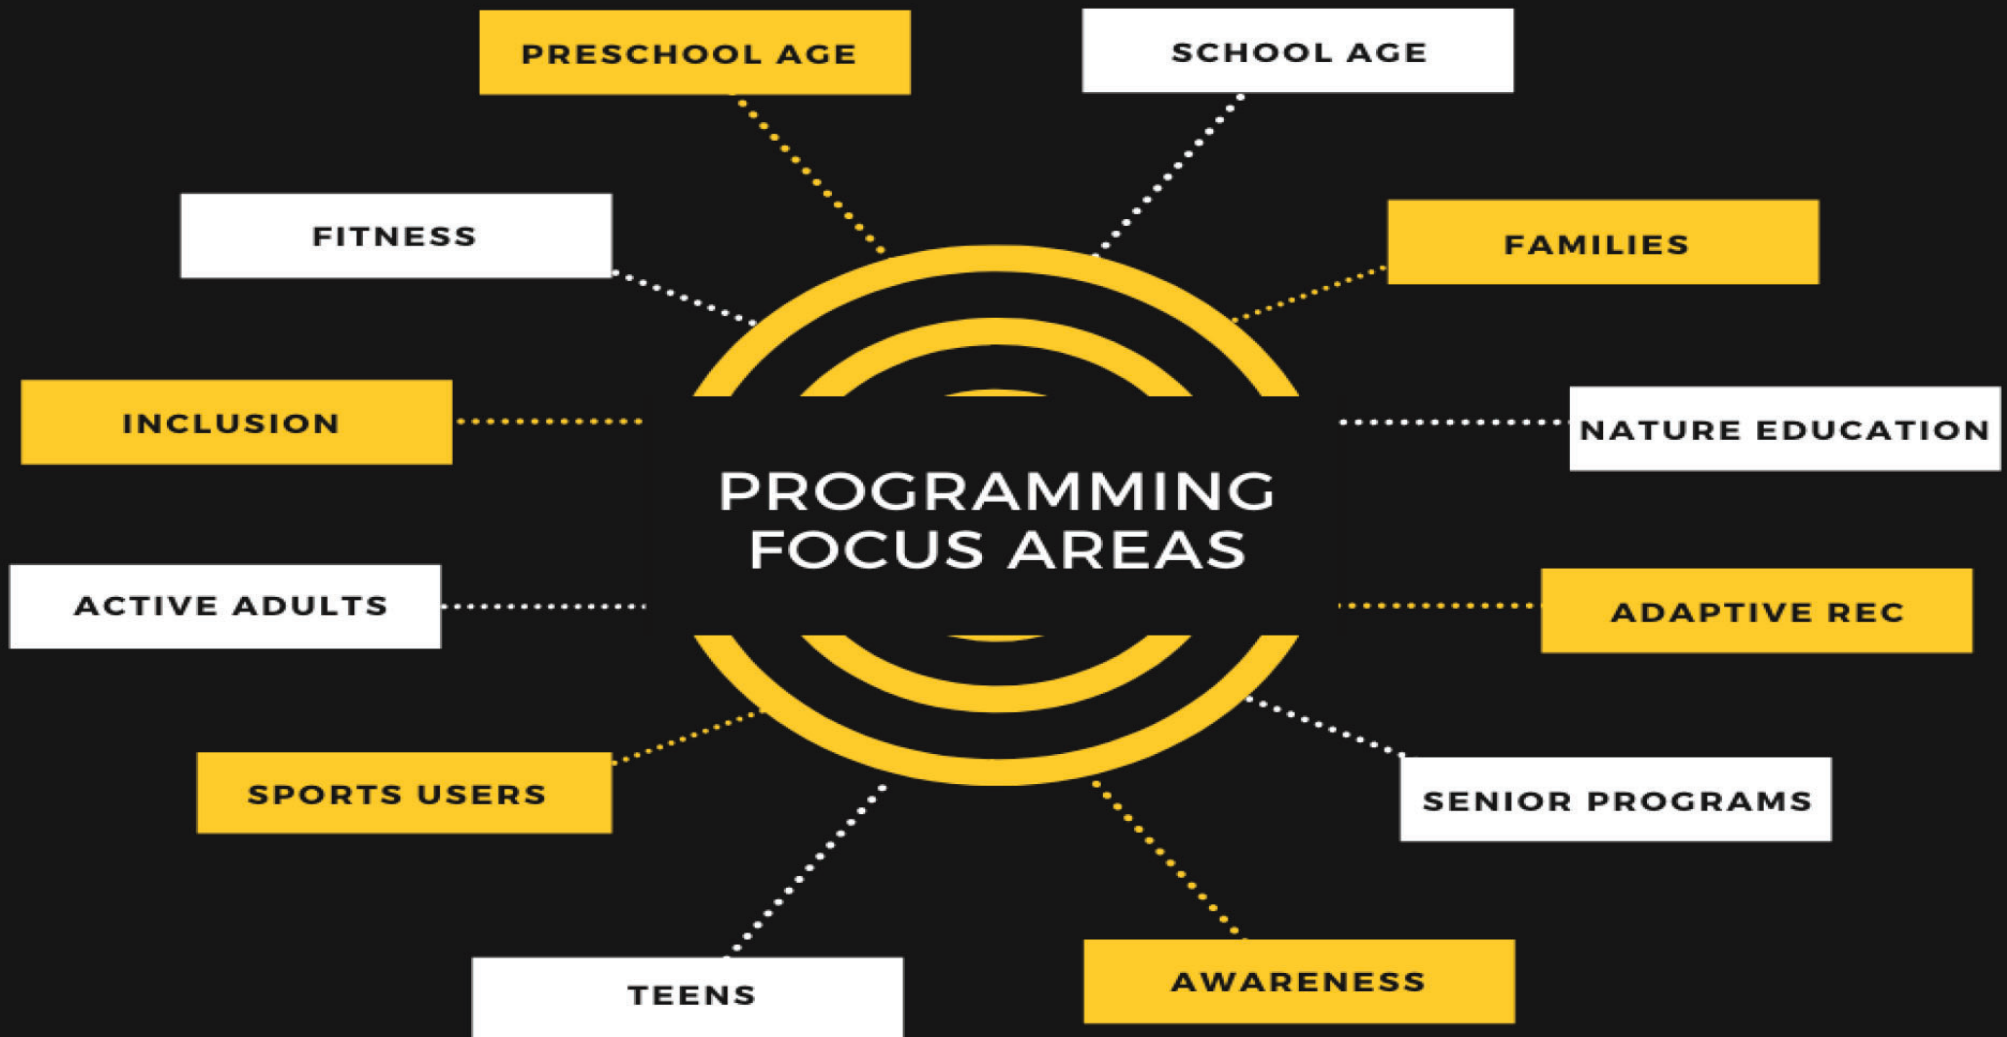 PRESCHOOL AGE
SCHOOL AGE
FITNESS
FAMILIES
INCLUSION
NATURE EDUCATION
PROGRAMMING
FOCUS AREAS
ACTIVE ADULTS
ADAPTIVE REC
SPORTS USERS
SENIOR PROGRAMS
TEENS
AWARENESS